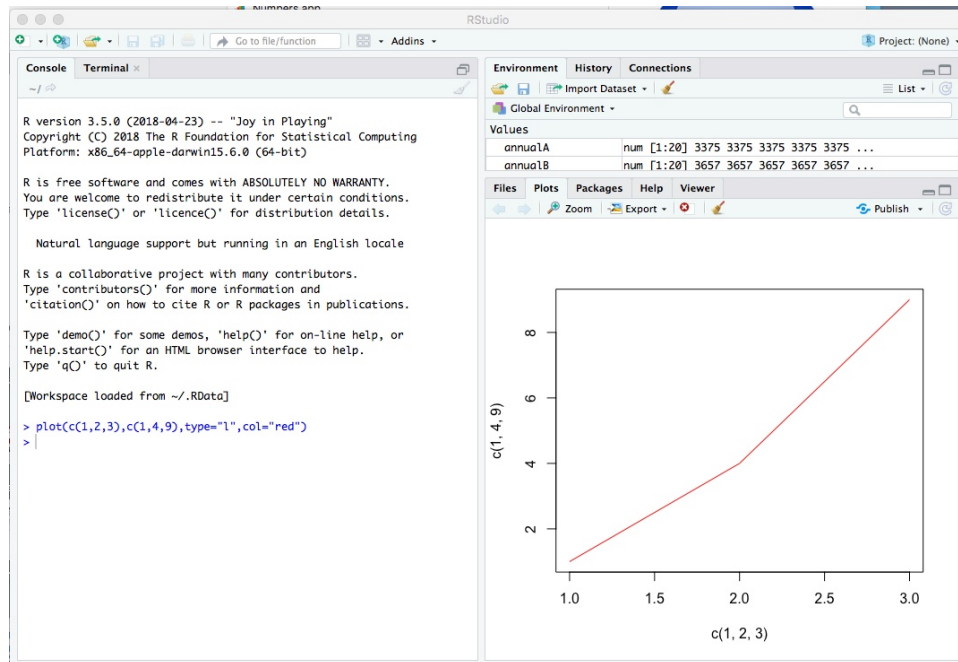 Numbers app
RStudio
Go to file/function
Addins
Project: (None)
Console Terminal
~/
R version 3.5.0 (2018-04-23) -- "Joy in Playing"
Copyright (C) 2018 The R Foundation for Statistical Computing
Platform: x86_64-apple-darwin15.6.0 (64-bit)
R is free software and comes with ABSOLUTELY NO WARRANTY.
You are welcome to redistribute it under certain conditions.
Type 'license()' or 'licence()' for distribution details.
Natural language support but running in an English locale
R is a collaborative project with many contributors.
Type 'contributors()' for more information and
'citation()' on how to cite R or R packages in publications.
Type 'demo()' for some demos, 'help()' for on-line help, or
'help.start()' for an HTML browser interface to help.
Type 'q()' to quit R.
[Workspace loaded from ~/.RData]
> plot(c(1,2,3),c(1,4,9),type="l",col="red")
>
Environment History Connections
Import Dataset
List
Global Environment
Values
annualA num [1:20] 3375 3375 3375 3375 3375 ...
annualB num [1:20] 3657 3657 3657 3657 3657 ...
Files Plots Packages Help Viewer
Zoom Export Publish
8
6
4
2
c(1, 4, 9)
1.0 1.5 2.0 2.5 3.0
c(1, 2, 3)